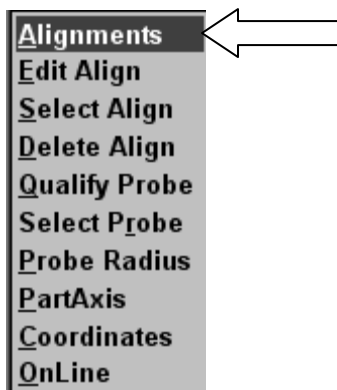 Alignments
Edit Align
Select Align
Delete Align
Qualify Probe
Select Probe
Probe Radius
PartAxis
Coordinates
OnLine